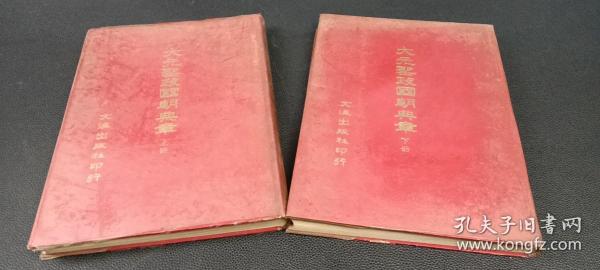 大元聖政國朝典章上冊
文海出版社印行
大元聖政國朝典章下冊
文海出版社印行
孔夫子旧书网
www.kongfz.com